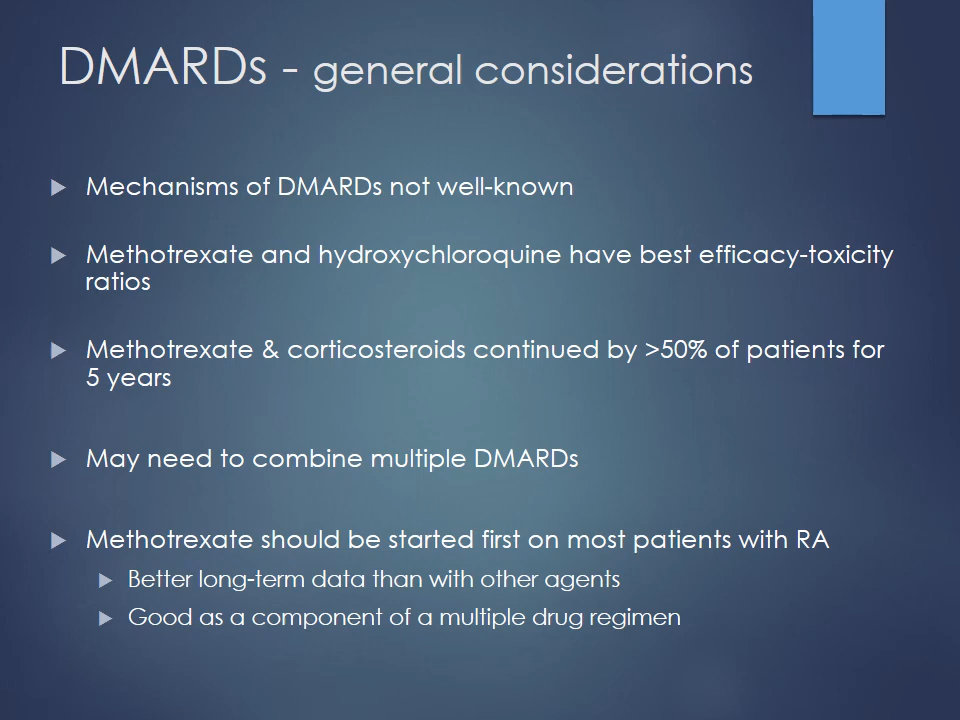 DMARDs - general considerations
Mechanisms of DMARDs not well-known
Methotrexate and hydroxychloroquine have best efficacy-toxicity
ratios
Methotrexate & corticosteroids continued by >50% of patients for
5 years
May need to combine multiple DMARDs
Methotrexate should be started first on most patients with RA
Better long-term data than with other agents
Good as a component of a multiple drug regimen